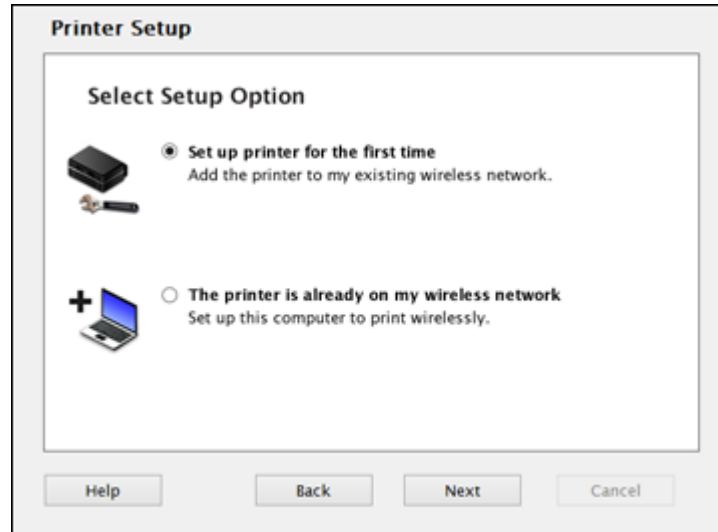 Printer Setup
Select Setup Option
Set up printer for the first time
Add the printer to my existing wireless network.
The printer is already on my wireless network
Set up this computer to print wirelessly.
Help
Back
Next
Cancel